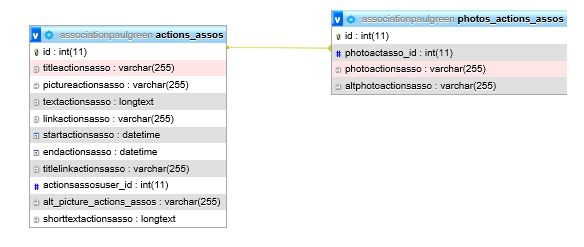 associationpaulgreen actions_assos
id : int(11)
titleactionsasso : varchar(255)
pictureactionsasso : varchar(255)
textactionsasso : longtext
linkactionsasso : varchar(255)
startactionsasso : datetime
endactionsasso : datetime
titlelinkactionsasso : varchar(255)
# actionsassosuser_id : int(11)
alt_picture_actions_assos : varchar(255)
shorttextactionsasso : longtext
associationpaulgreen photos_actions_assos
id : int(11)
# photoactasso_id : int(11)
photoactionsasso : varchar(255)
altphotoactionsasso : varchar(255)